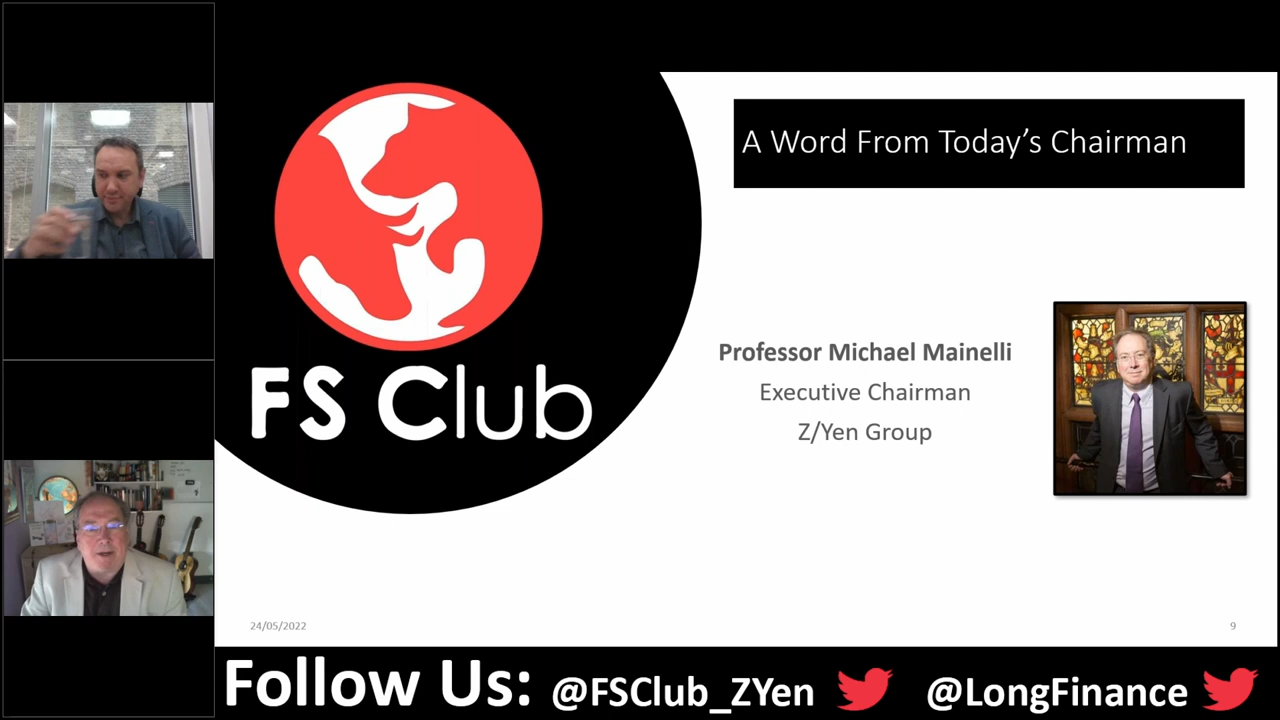 A Word From Today's Chairman
FS Club
Professor Michael Mainelli
Executive Chairman
Z/Yen Group
24/05/2022
9
Follow Us: @FSClub_ZYen @LongFinance